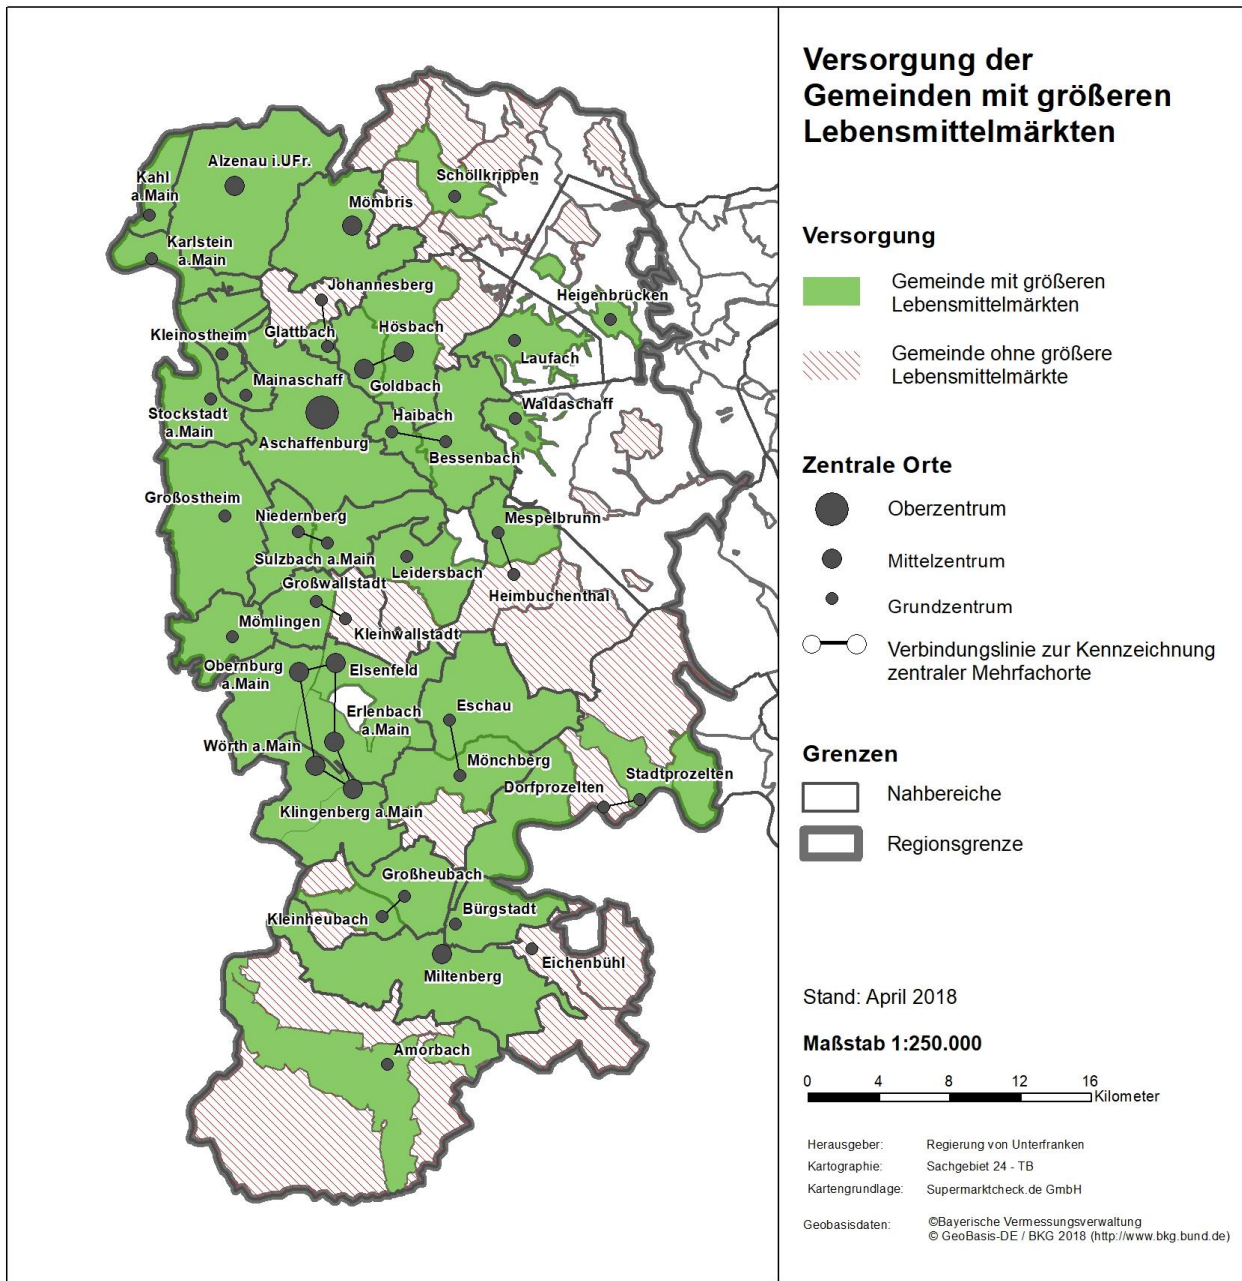 Versorgung der
Gemeinden mit größeren
Lebensmittelmärkten
Versorgung
Gemeinde mit größeren
Lebensmittelmärkten
Gemeinde ohne größere
Lebensmittelmärkte
Zentrale Orte
Oberzentrum
Mittelzentrum
Grundzentrum
Verbindungslinie zur Kennzeichnung
zentraler Mehrfachorte
Grenzen
Nahbereiche
Regionsgrenze
Stand: April 2018
Maßstab 1:250.000
0 4 8 12 16
Kilometer
Herausgeber: Regierung von Unterfranken
Kartographie: Sachgebiet 24 - TB
Kartengrundlage: Supermarktcheck.de GmbH
Geobasisdaten: ©Bayerische Vermessungsverwaltung
© GeoBasis-DE / BKG 2018 (http://www.bkg.bund.de)
Alzenau i.UFr.
Kahl
a.Main
Schöllkrippen
Mömbris
Karlstein
a.Main
Johannesberg
Heigenbrücken
Kleinostheim
Glattbach
Hösbach
Laufach
Mainaschaff
Goldbach
Stockstadt
a.Main
Haibach
Waldaschaff
Aschaffenburg
Bessenbach
Großostheim
Niedernberg
Mespelbrunn
Sulzbach a.Main
Leidersbach
Großwallstadt
Heimbuchenthal
Mömlingen
Kleinwallstadt
Obernburg
a.Main
Elsenfeld
Erlenbach
a.Main
Eschau
Wörth a.Main
Mönchberg
Stadtprozelten
Dorfprozelten
Klingenberg a.Main
Großheubach
Kleinheubach
Bürgstadt
Eichenbühl
Miltenberg
Amorbach